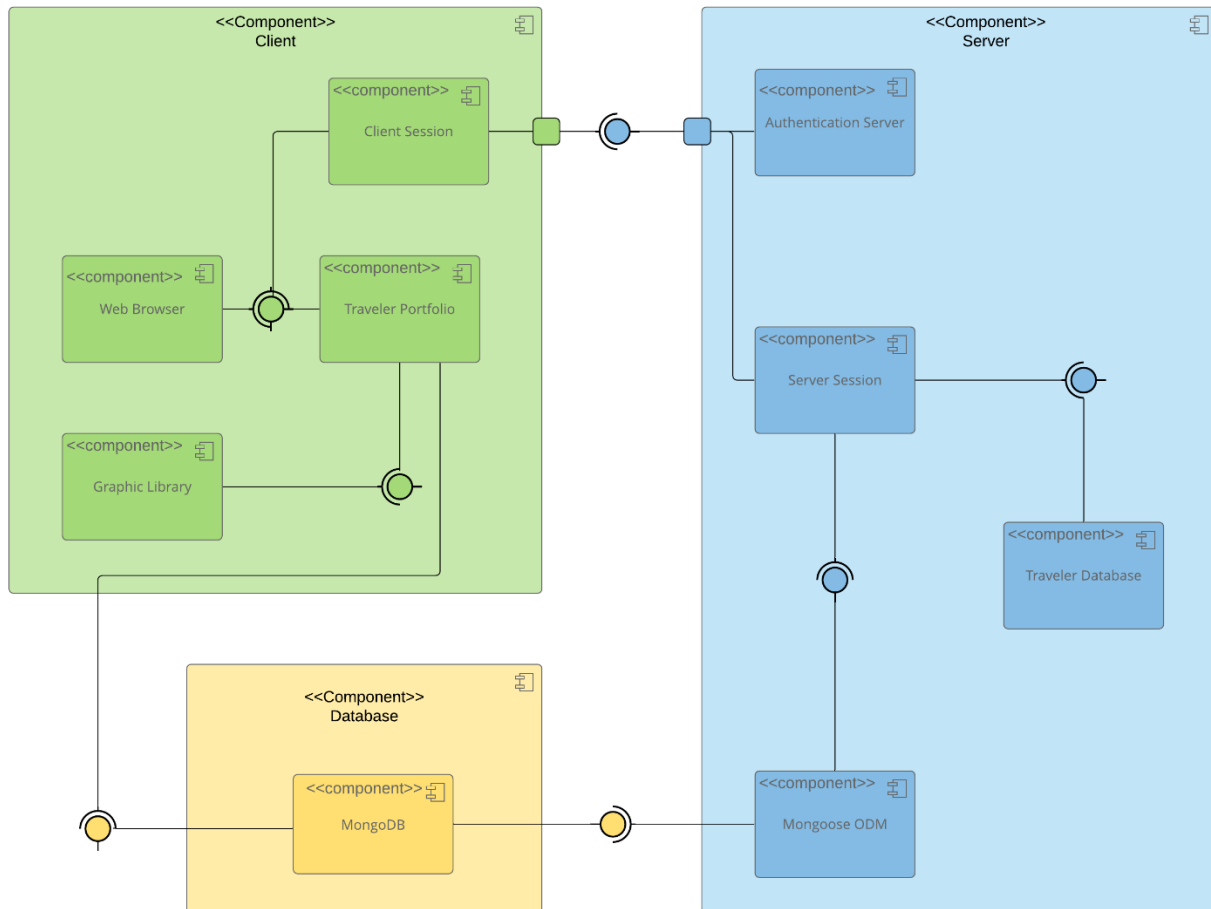 <<Component>>
Client
<<component>>
Client Session
<<component>>
Web Browser
<<component>>
Traveler Portfolio
<<component>>
Graphic Library
<<Component>>
Server
<<component>>
Authentication Server
<<component>>
Server Session
<<component>>
Traveler Database
<<component>>
Mongoose ODM
<<Component>>
Database
<<component>>
MongoDB